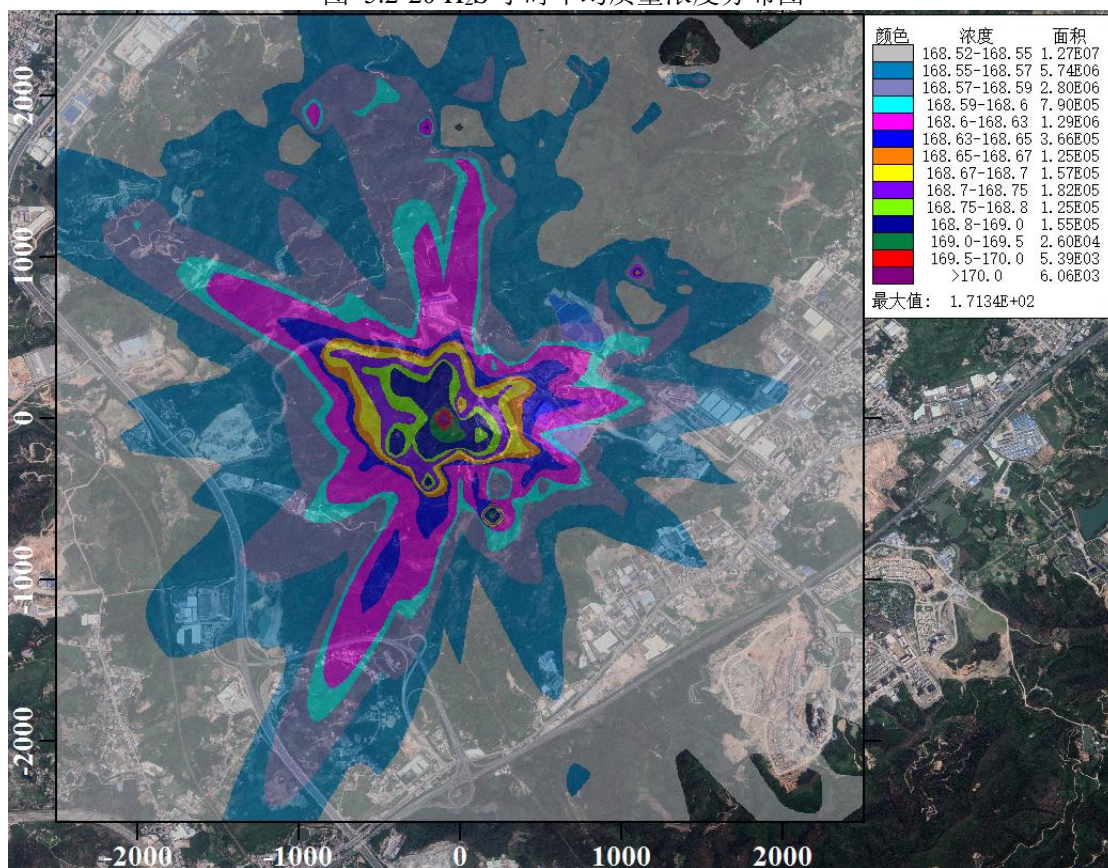 图 5.2-20 H₂S 小时平均质量浓度分布图
颜色 浓度 面积
168.52-168.55 1.27E07
168.55-168.57 5.74E06
168.57-168.59 2.80E06
168.59-168.6 7.90E05
168.6-168.63 1.29E06
168.63-168.65 3.66E05
168.65-168.67 1.25E05
168.67-168.7 1.57E05
168.7-168.75 1.82E05
168.75-168.8 1.25E05
168.8-169.0 1.55E05
169.0-169.5 2.60E04
169.5-170.0 5.39E03
>170.0 6.06E03
最大值: 1.7134E+02
2000
1000
0
-1000
-2000
-2000 -1000 0 1000 2000